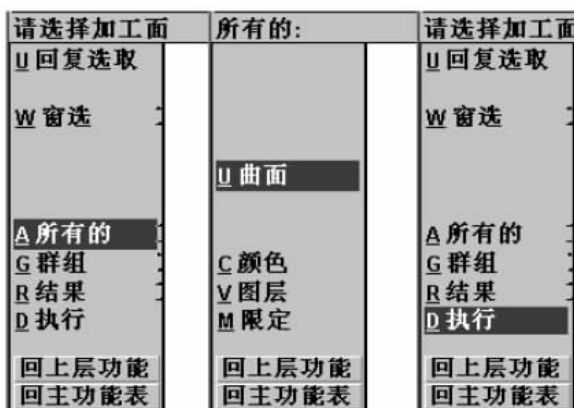 请选择加工面
U 回复选取
W 窗选
A 所有的
G 群组
R 结果
D 执行
回上层功能
回主功能表
所有的:
U 曲面
C 颜色
V 图层
M 限定
回上层功能
回主功能表
请选择加工面
U 回复选取
W 窗选
A 所有的
G 群组
R 结果
D 执行
回上层功能
回主功能表